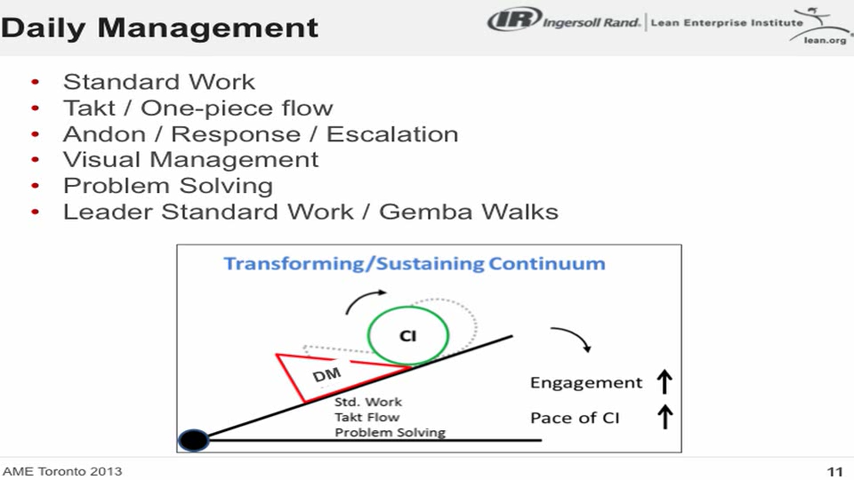 Daily Management
IR Ingersoll Rand. | Lean Enterprise Institute
lean.org
• Standard Work
• Takt / One-piece flow
• Andon / Response / Escalation
• Visual Management
• Problem Solving
• Leader Standard Work / Gemba Walks
Transforming/Sustaining Continuum
CI
DM
Std. Work
Takt Flow
Problem Solving
Engagement ↑
Pace of CI ↑
AME Toronto 2013
11